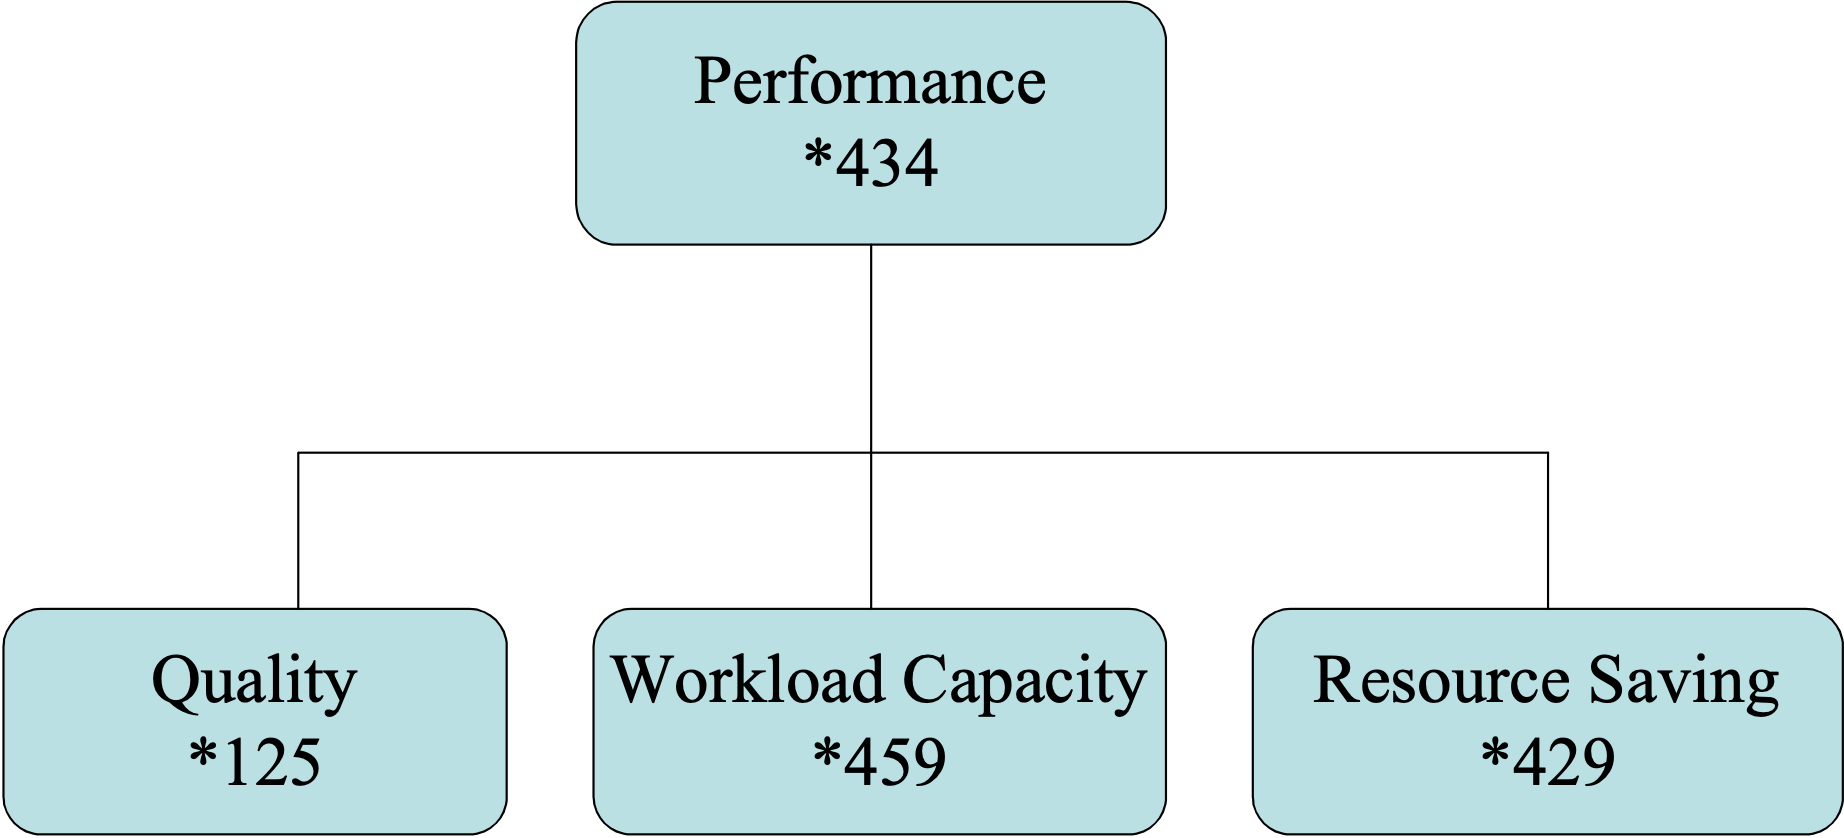 Performance
*434
Quality
*125
Workload Capacity
*459
Resource Saving
*429